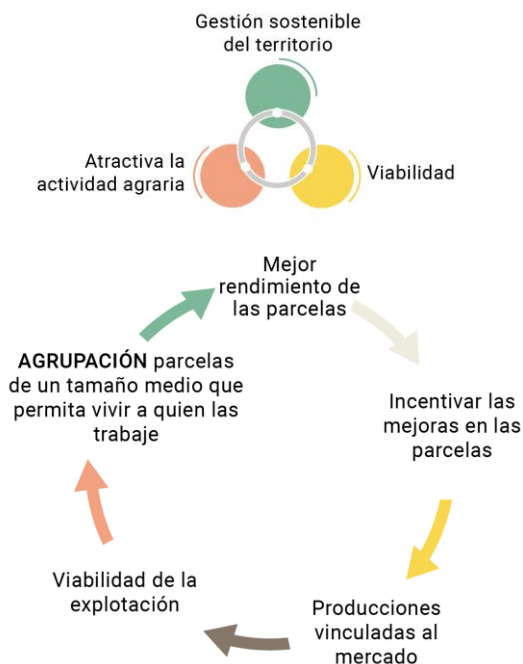 Gestión sostenible
del territorio
Atractiva la
actividad agraria
Viabilidad
Mejor
rendimiento de
las parcelas
Incentivar las
mejoras en las
parcelas
Producciones
vinculadas al
mercado
Viabilidad de la
explotación
AGRUPACIÓN parcelas
de un tamaño medio que
permita vivir a quien las
trabaje